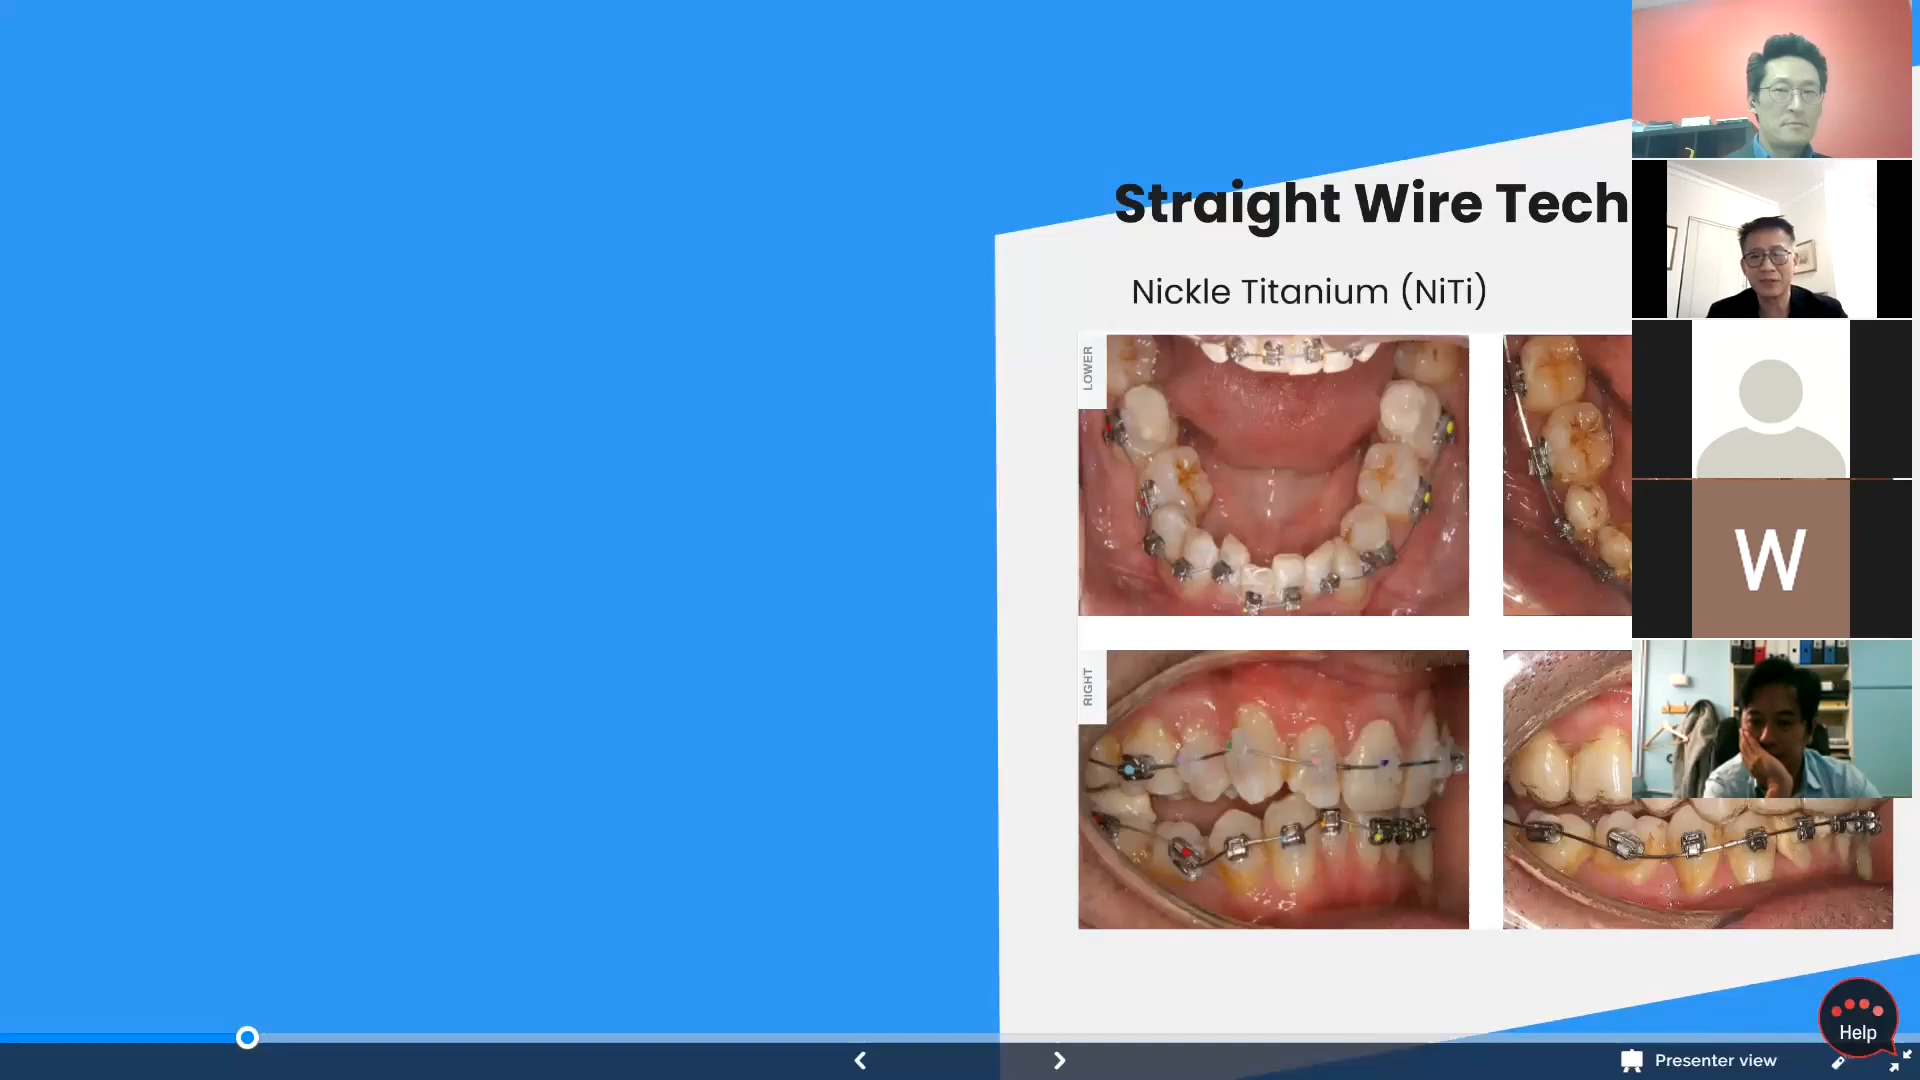 Straight Wire Tech
Nickle Titanium (NiTi)
LOWER
RIGHT
W
Help
Presenter view